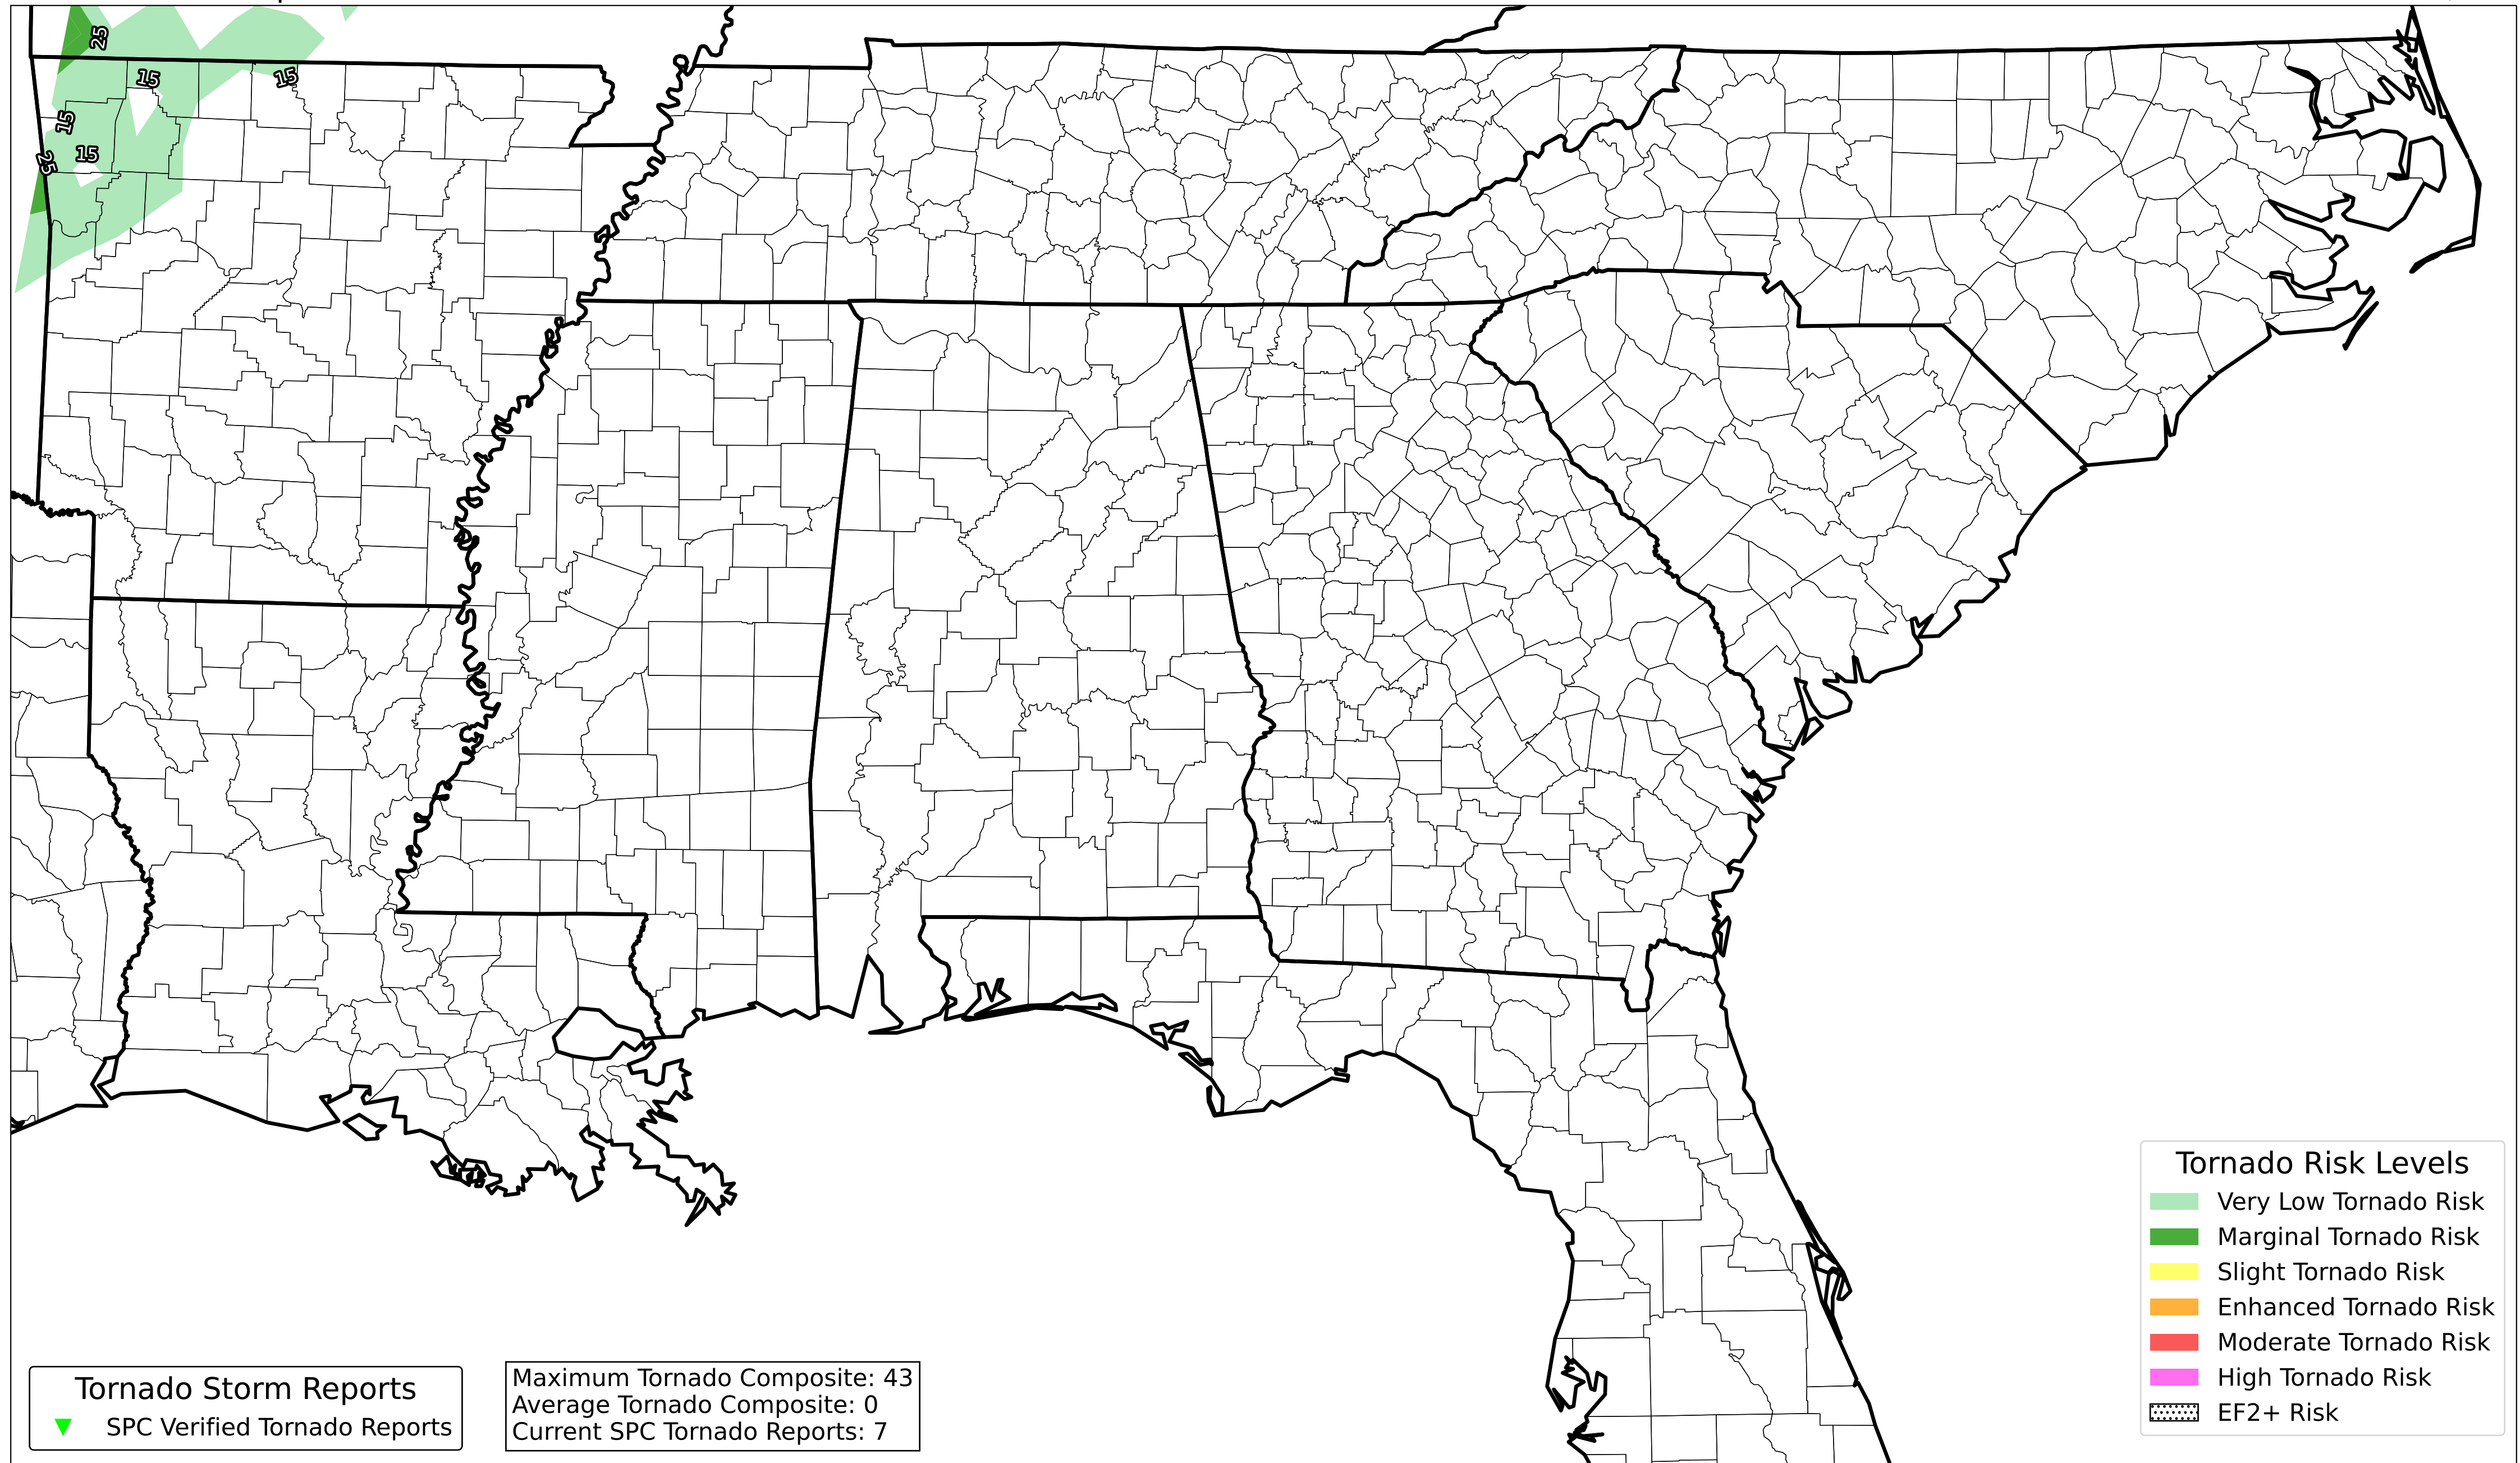 25
15
15
15
15
25
Tornado Risk Levels
Very Low Tornado Risk
Marginal Tornado Risk
Slight Tornado Risk
Enhanced Tornado Risk
Moderate Tornado Risk
High Tornado Risk
EF2+ Risk
Tornado Storm Reports
SPC Verified Tornado Reports
Maximum Tornado Composite: 43
Average Tornado Composite: 0
Current SPC Tornado Reports: 7